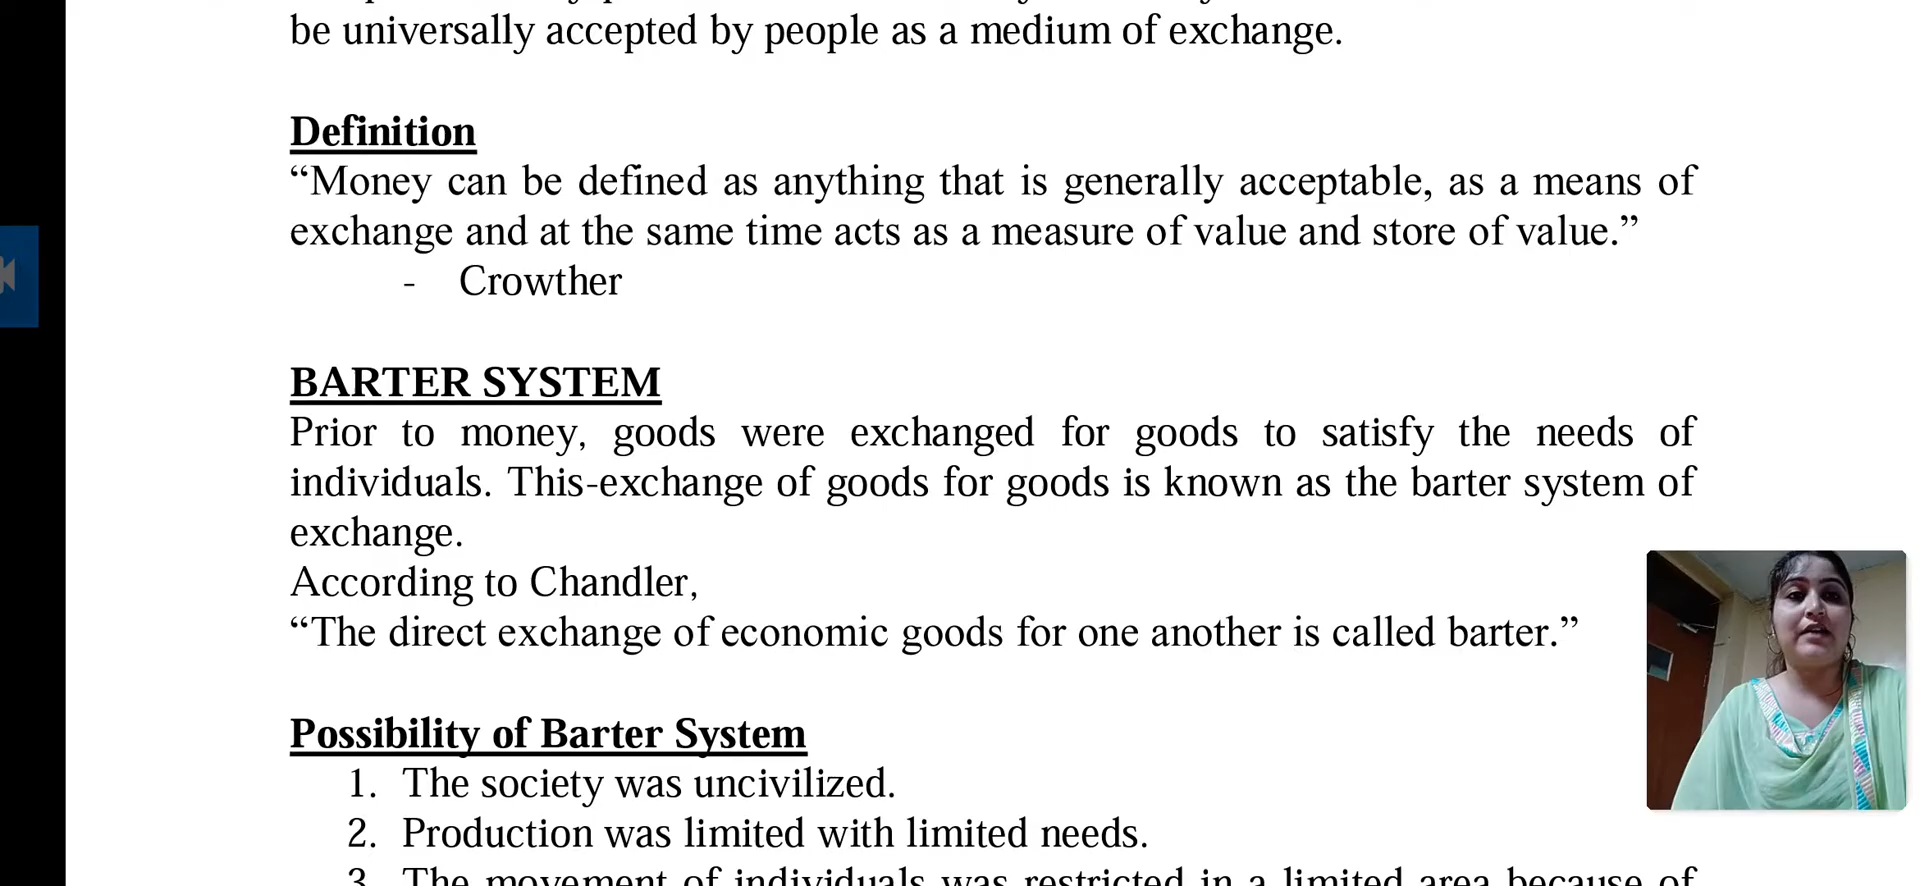 be universally accepted by people as a medium of exchange.
Definition
“Money can be defined as anything that is generally acceptable, as a means of
exchange and at the same time acts as a measure of value and store of value.”
- Crowther
BARTER SYSTEM
Prior to money, goods were exchanged for goods to satisfy the needs of
individuals. This-exchange of goods for goods is known as the barter system of
exchange.
According to Chandler,
“The direct exchange of economic goods for one another is called barter.”
Possibility of Barter System
1. The society was uncivilized.
2. Production was limited with limited needs.
3. The movement of individuals was restricted in a limited area because of